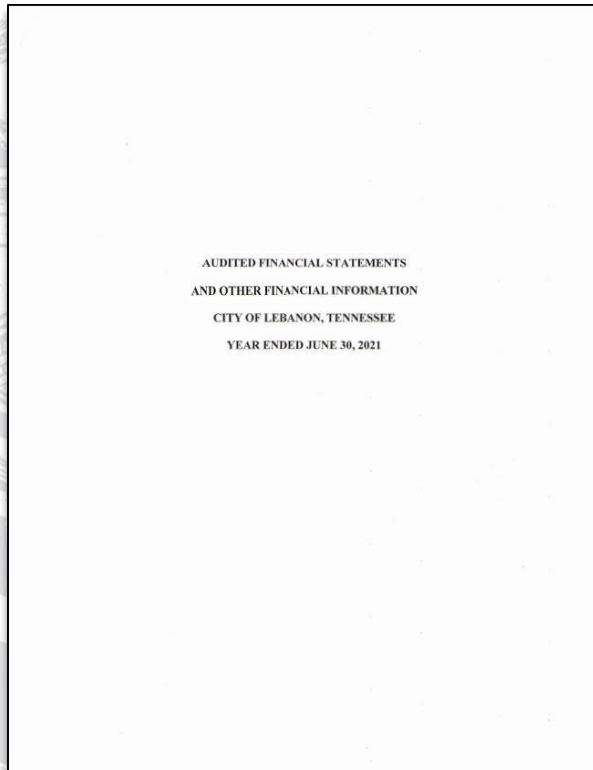 AUDITED FINANCIAL STATEMENTS
AND OTHER FINANCIAL INFORMATION
CITY OF LEBANON, TENNESSEE
YEAR ENDED JUNE 30, 2021